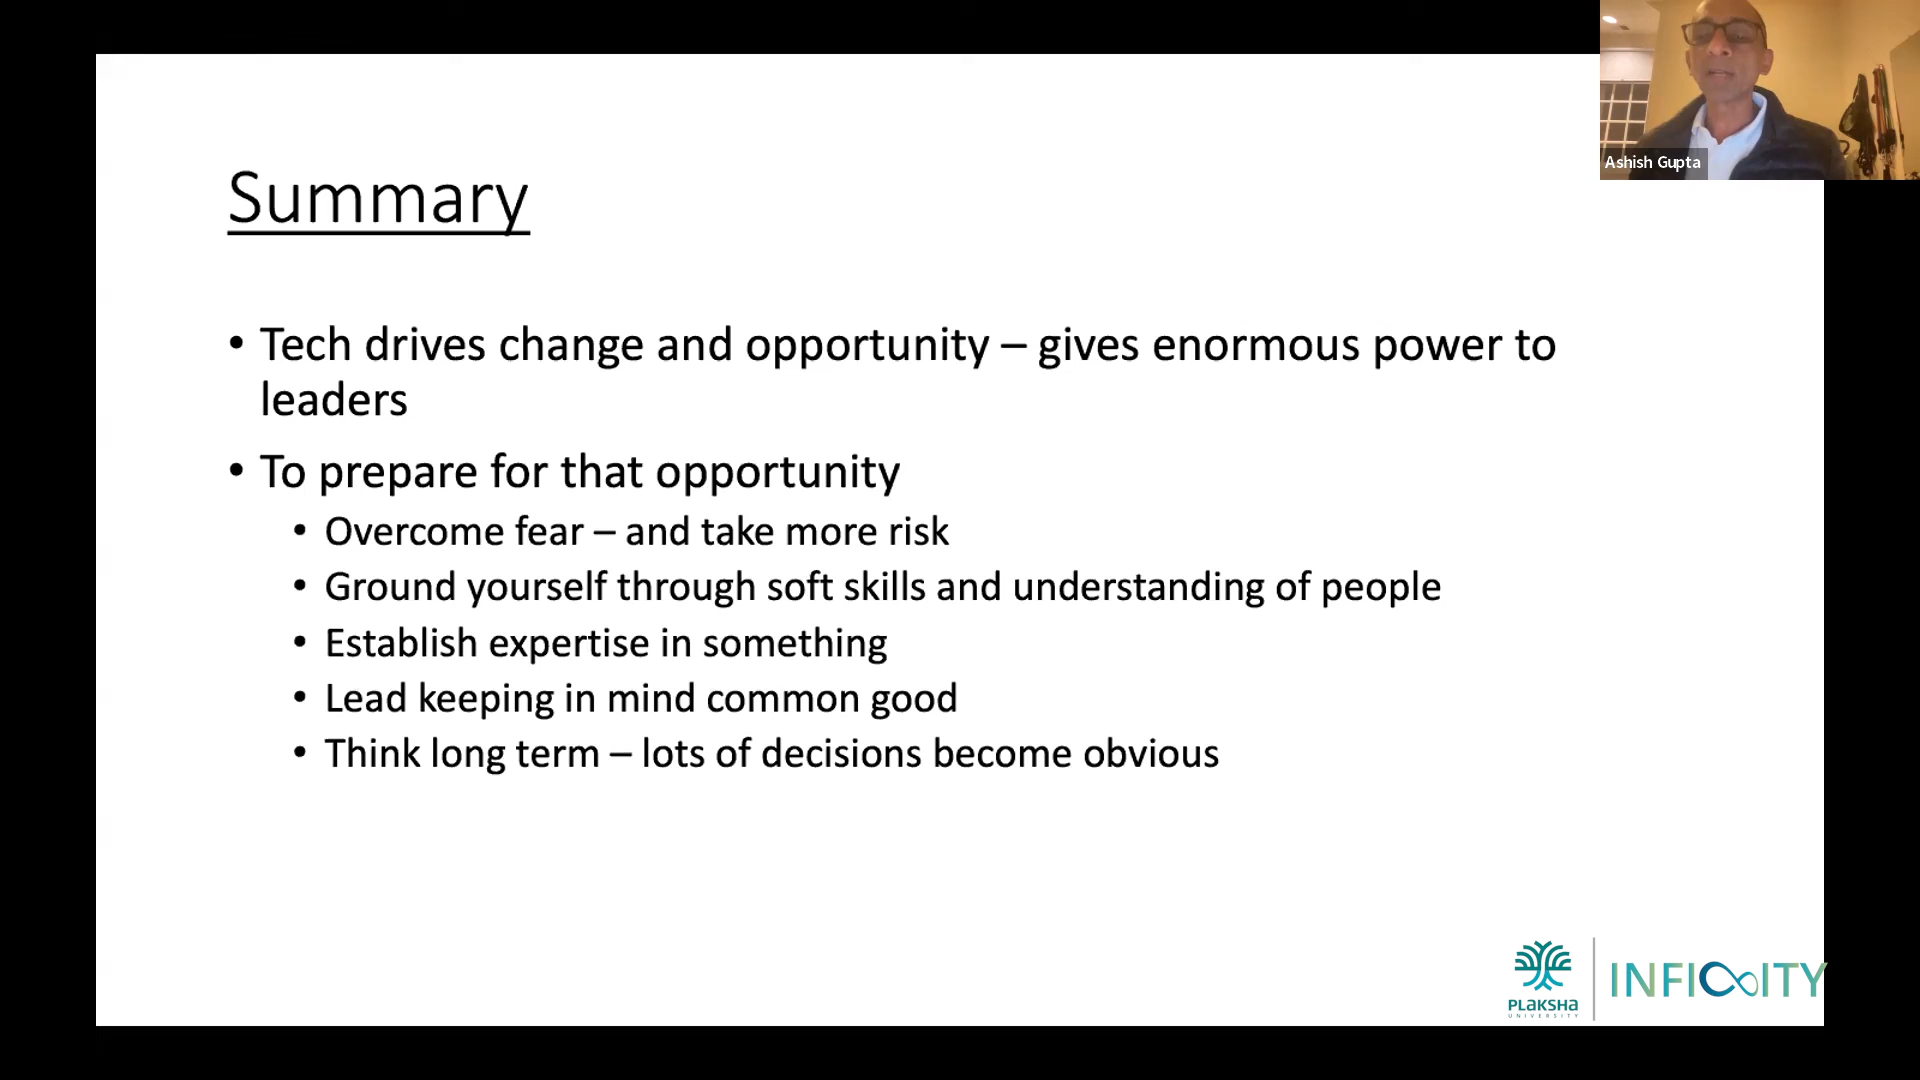 Ashish Gupta
Summary
• Tech drives change and opportunity – gives enormous power to
leaders
• To prepare for that opportunity
• Overcome fear – and take more risk
• Ground yourself through soft skills and understanding of people
• Establish expertise in something
• Lead keeping in mind common good
• Think long term – lots of decisions become obvious
PLAKSHA
UNIVERSITY
INFI∞ITY